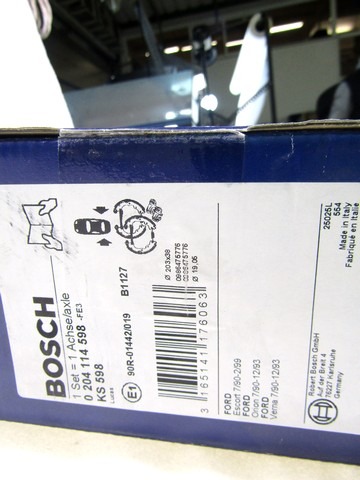 BOSCH
1 Set = 1 Achse/axle
0 204 114 598 -FE3
KS 598
Lucas
E1 90R-01442/019
B1127
3 165141 176063
Ø 203x38
0986475776
0206475776
Ø 19,05
FORD
Escort 7/90-2/99
FORD
Orion 7/90-12/93
FORD
Verna 7/90-12/93
Robert Bosch GmbH
Auf der Breit 4
76227 Karlsruhe
Germany
25025L
554
Made in Italy
Fabriqué en Italie